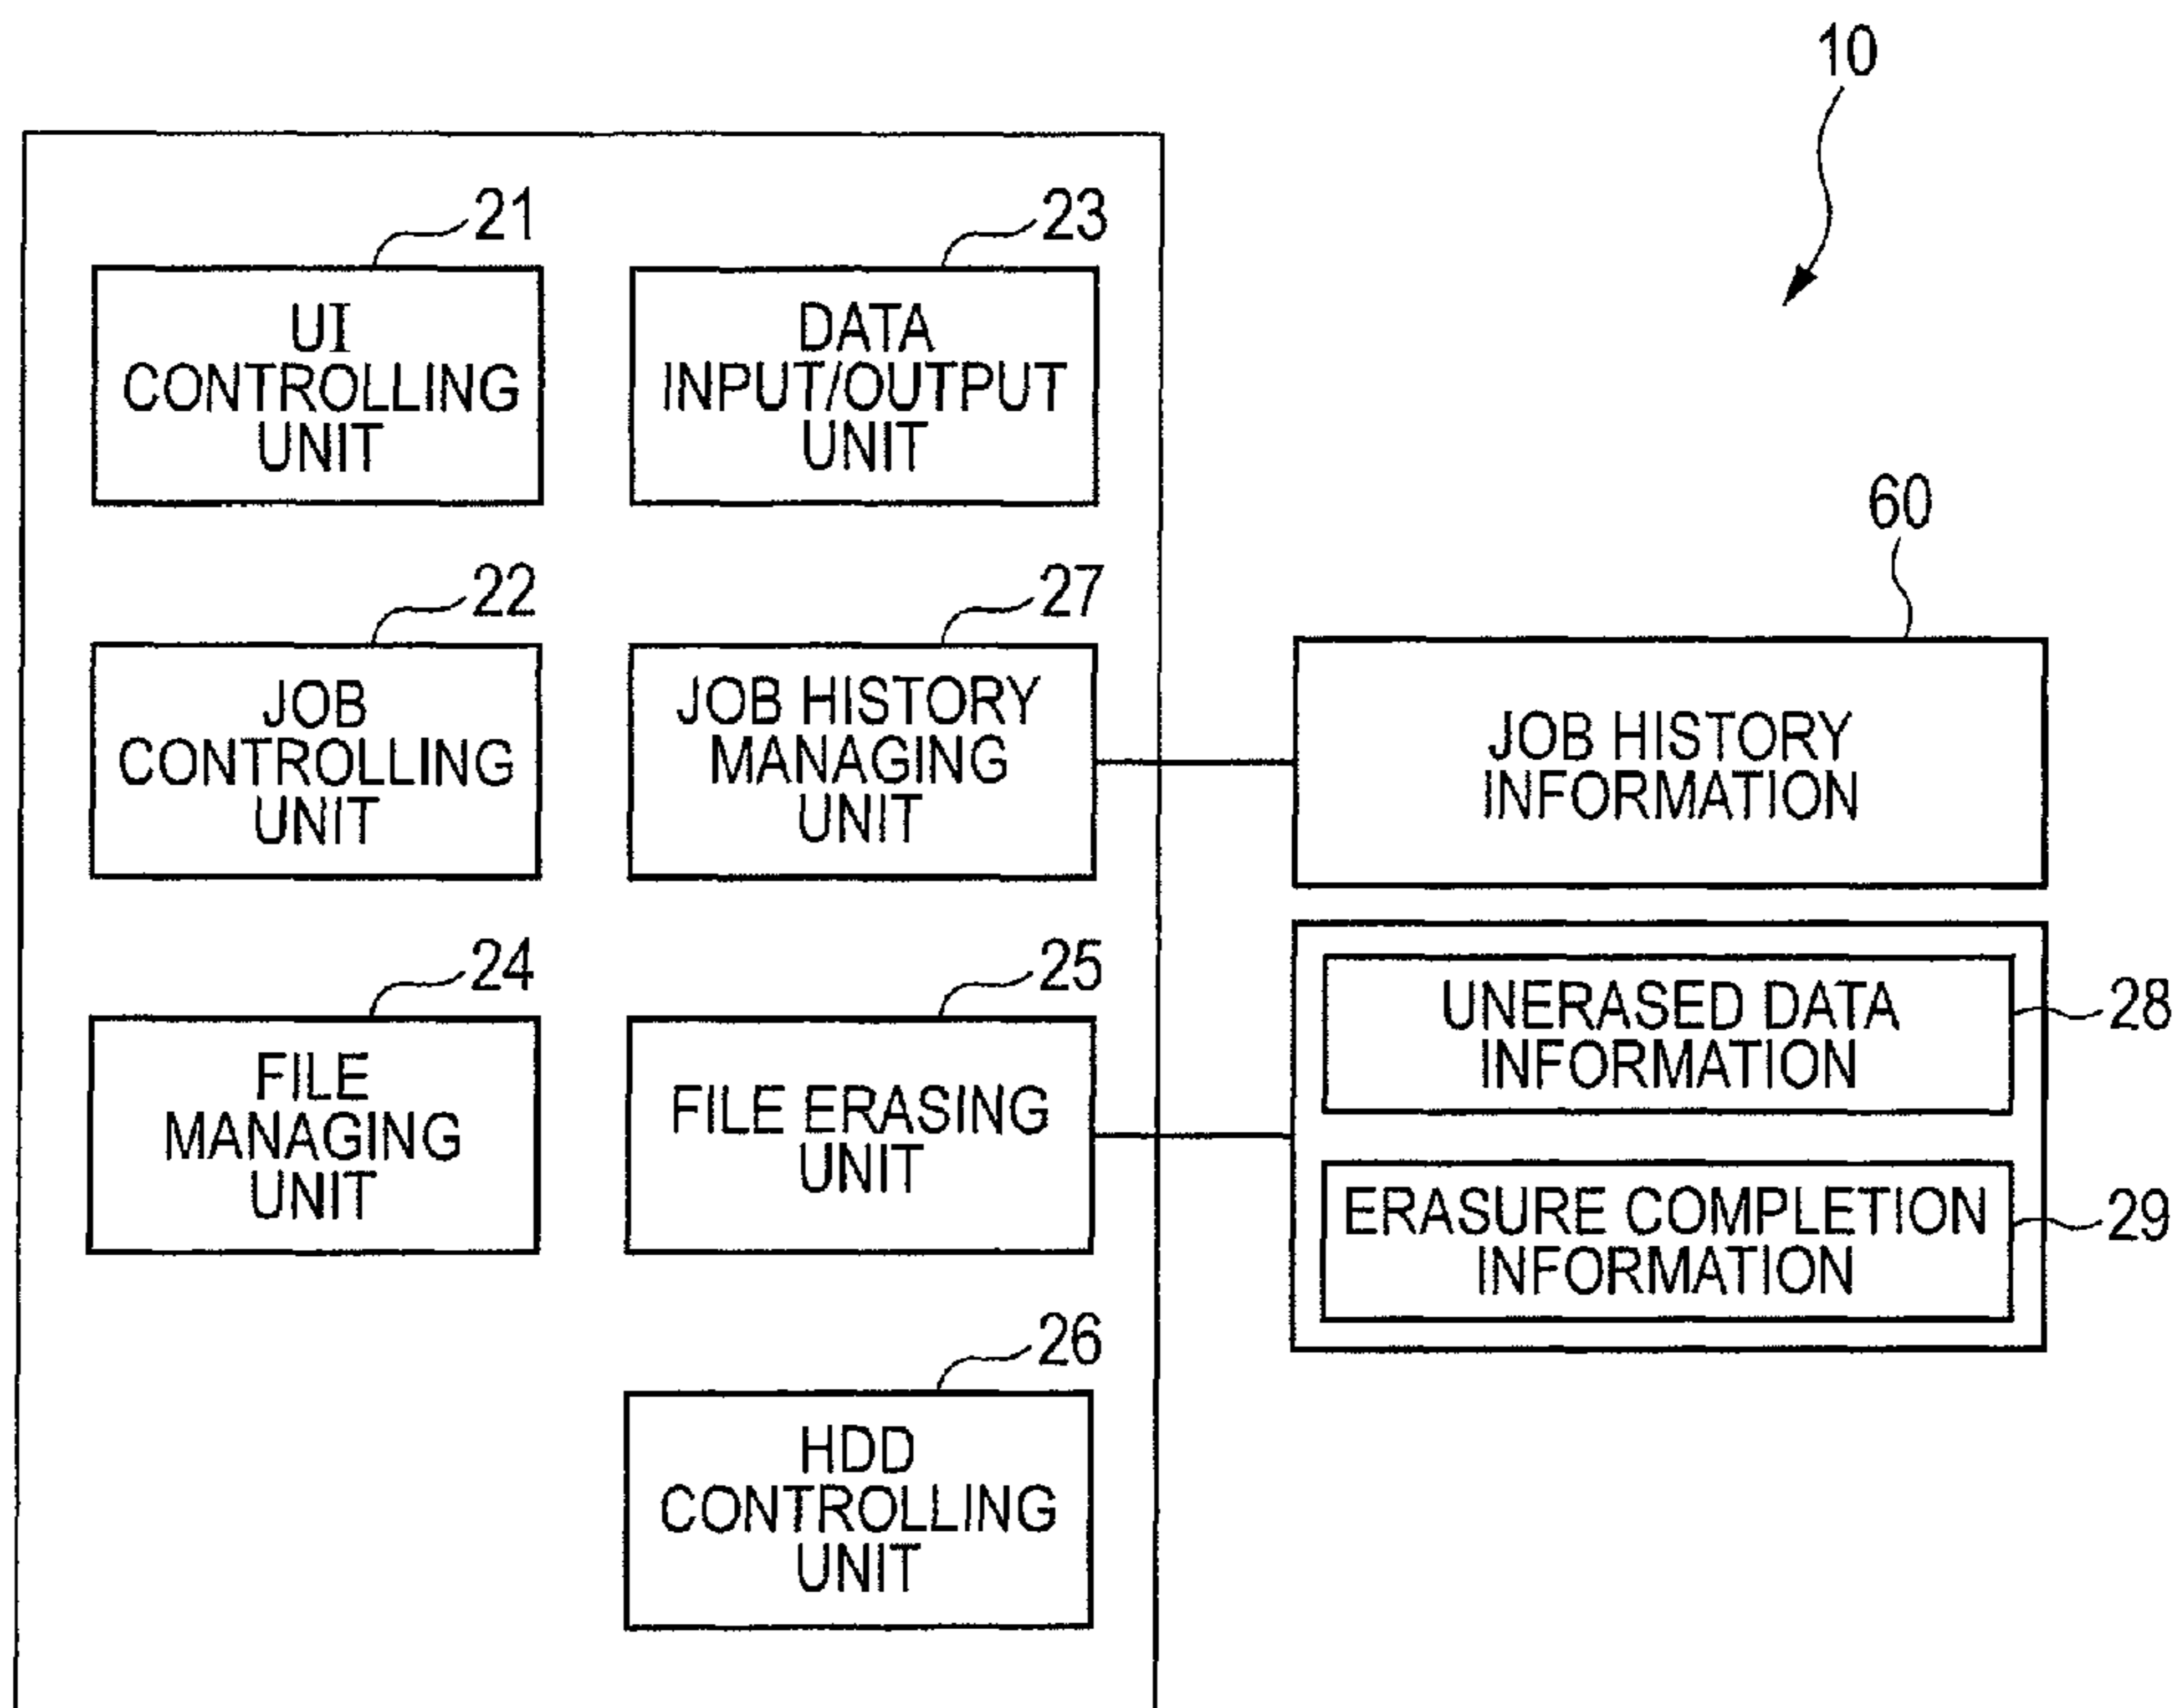 10
21
UI
CONTROLLING
UNIT
23
DATA
INPUT/OUTPUT
UNIT
22
JOB
CONTROLLING
UNIT
27
JOB HISTORY
MANAGING
UNIT
60
JOB HISTORY
INFORMATION
24
FILE
MANAGING
UNIT
25
FILE ERASING
UNIT
UNERASED DATA
INFORMATION
28
ERASURE COMPLETION
INFORMATION
29
26
HDD
CONTROLLING
UNIT